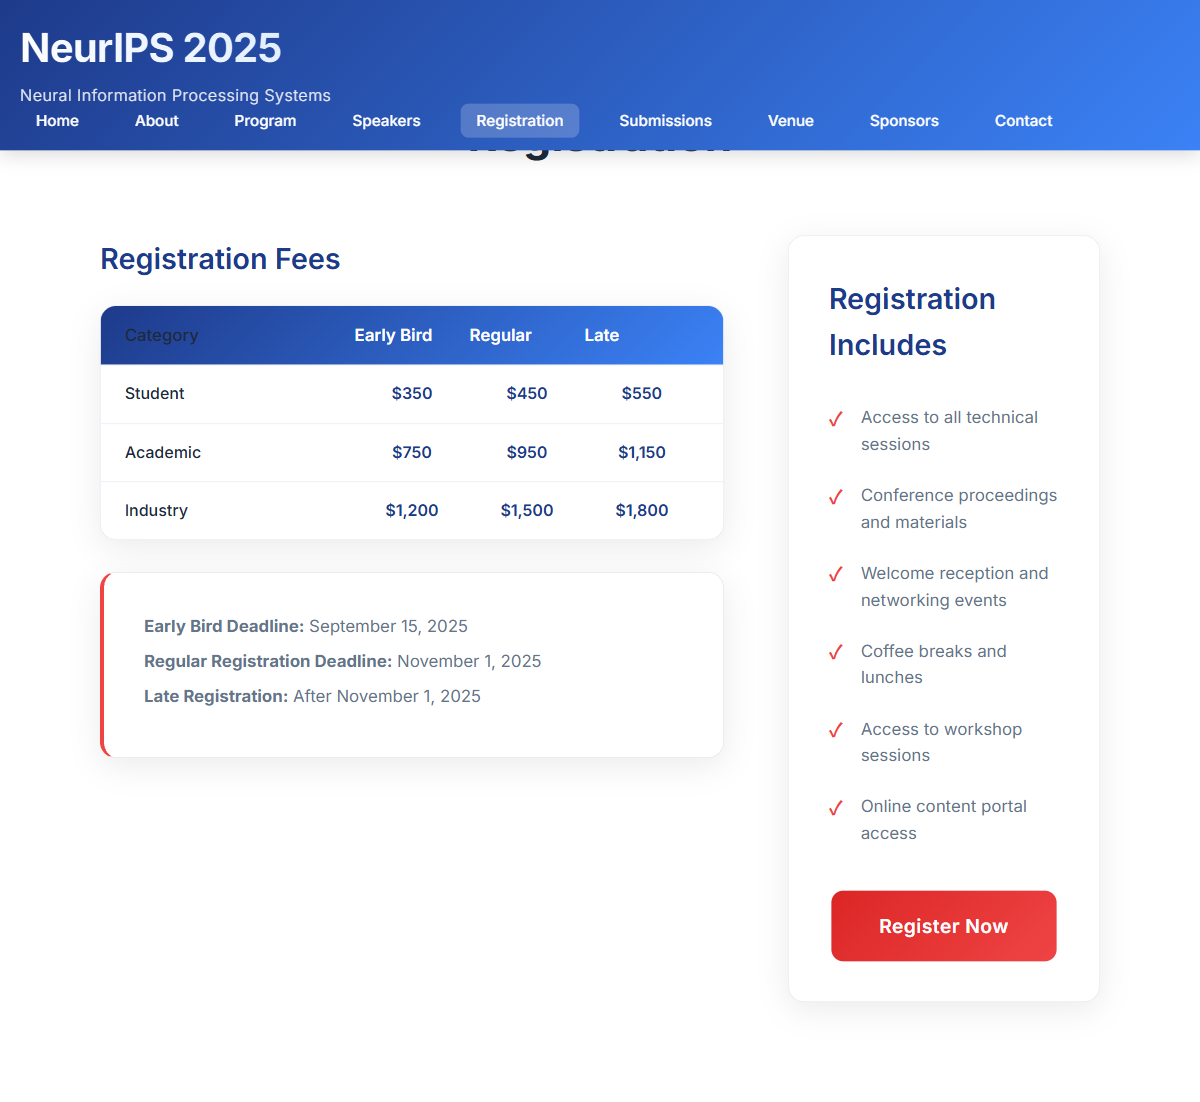 NeurIPS 2025
Neural Information Processing Systems
Home About Program Speakers Registration Submissions Venue Sponsors Contact
Registration
Registration Fees
Category Early Bird Regular Late
Student $350 $450 $550
Academic $750 $950 $1,150
Industry $1,200 $1,500 $1,800
Early Bird Deadline: September 15, 2025
Regular Registration Deadline: November 1, 2025
Late Registration: After November 1, 2025
Registration
Includes
✓ Access to all technical
sessions
✓ Conference proceedings
and materials
✓ Welcome reception and
networking events
✓ Coffee breaks and
lunches
✓ Access to workshop
sessions
✓ Online content portal
access
Register Now